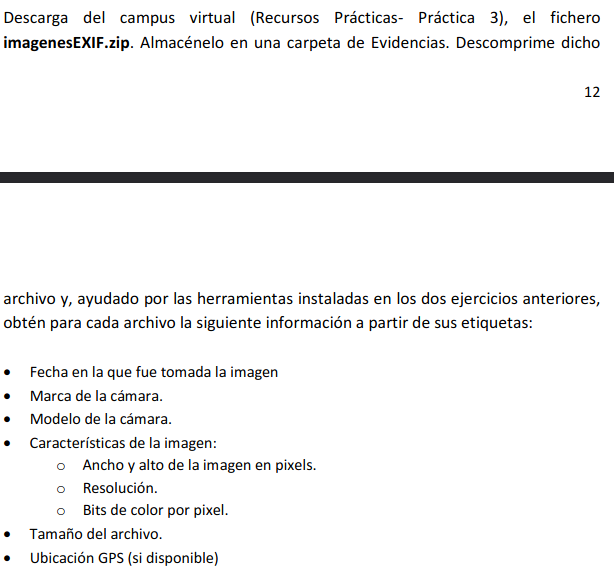 Descarga del campus virtual (Recursos Prácticas- Práctica 3), el fichero
imagenesEXIF.zip. Almacénelo en una carpeta de Evidencias. Descomprime dicho
12
archivo y, ayudado por las herramientas instaladas en los dos ejercicios anteriores,
obtén para cada archivo la siguiente información a partir de sus etiquetas:
• Fecha en la que fue tomada la imagen
• Marca de la cámara.
• Modelo de la cámara.
• Características de la imagen:
o Ancho y alto de la imagen en pixels.
o Resolución.
o Bits de color por pixel.
• Tamaño del archivo.
• Ubicación GPS (si disponible)